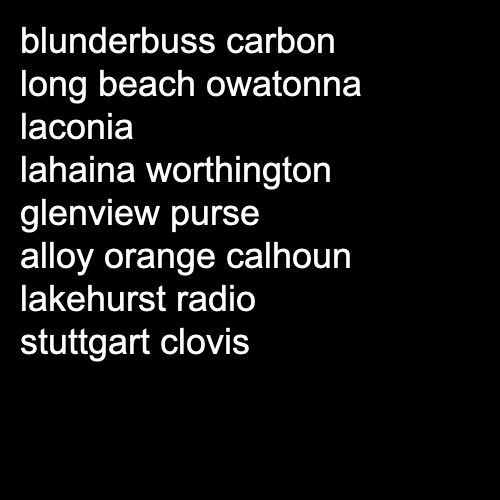 blunderbuss carbon
long beach owatonna
laconia
lahaina worthington
glenview purse
alloy orange calhoun
lakehurst radio
stuttgart clovis